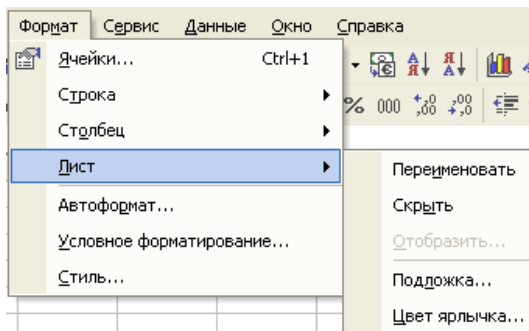 Формат Сервис Данные Окно Справка
Ячейки... Ctrl+1
Строка
% 000
Столбец
Лист
Переименовать
Автоформат...
Скрыть
Условное форматирование...
Отобразить...
Стиль...
Подложка...
Цвет ярлычка...